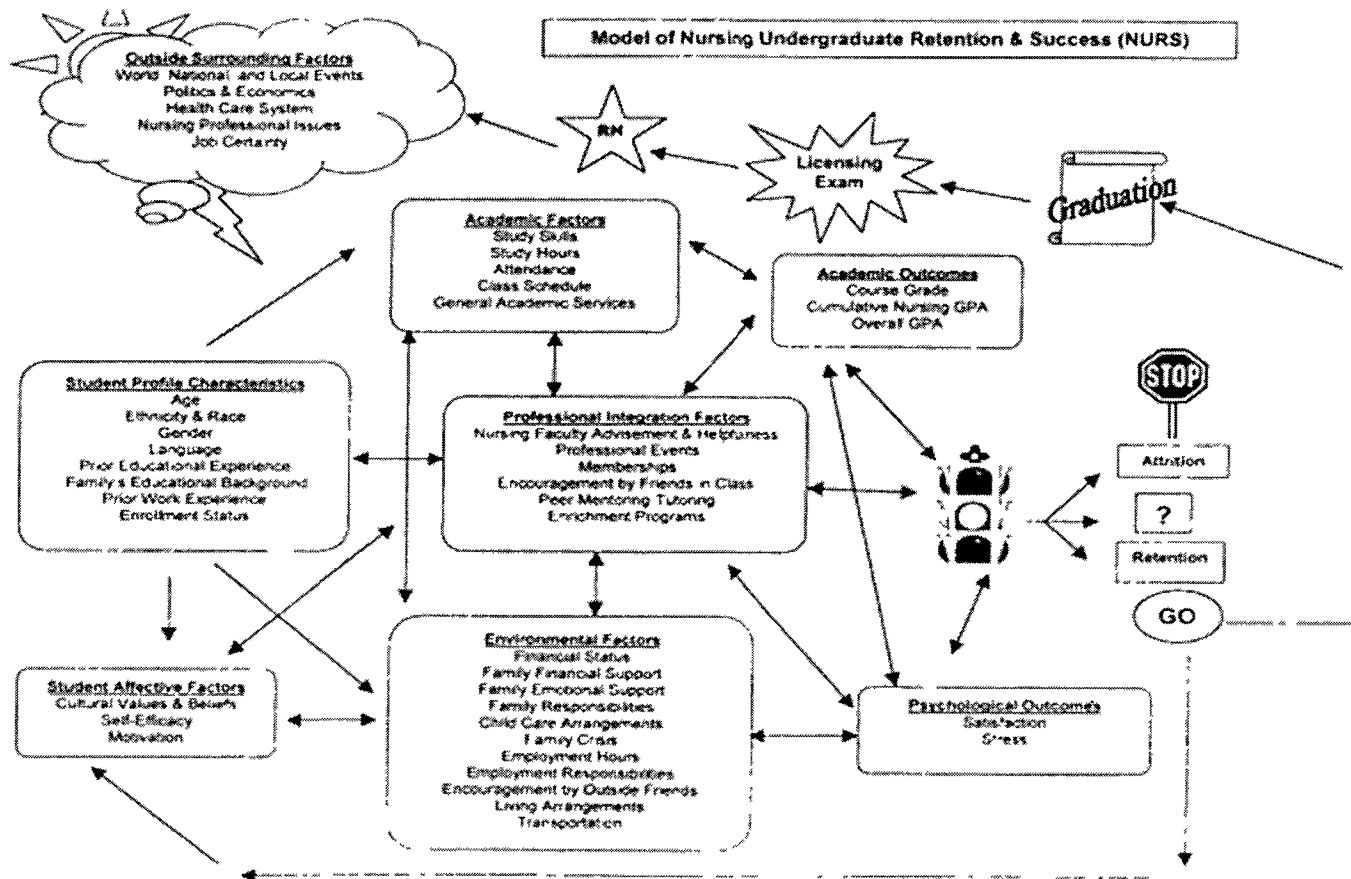 Model of Nursing Undergraduate Retention & Success (NURS)
Outside Surrounding Factors
World National and Local Events
Politics & Economics
Health Care System
Nursing Professional Issues
Job Certainty
RN
Licensing
Exam
Graduation
Academic Factors
Study Skills
Study Hours
Attendance
Class Schedule
General Academic Services
Academic Outcomes
Course Grade
Cumulative Nursing GPA
Overall GPA
Student Profile Characteristics
Age
Ethnicity & Race
Gender
Language
Prior Educational Experience
Family's Educational Background
Prior Work Experience
Enrollment Status
Professional Integration Factors
Nursing Faculty Advisement & Helpfulness
Professional Events
Memberships
Encouragement by Friends in Class
Peer Mentoring Tutoring
Enrichment Programs
STOP
Attrition
?
Retention
GO
Student Affective Factors
Cultural Values & Beliefs
Self-Efficacy
Motivation
Environmental Factors
Financial Status
Family Financial Support
Family Emotional Support
Family Responsibilities
Child Care Arrangements
Family Crisis
Employment Hours
Employment Responsibilities
Encouragement by Outside Friends
Living Arrangements
Transportation
Psychological Outcomes
Satisfaction
Stress